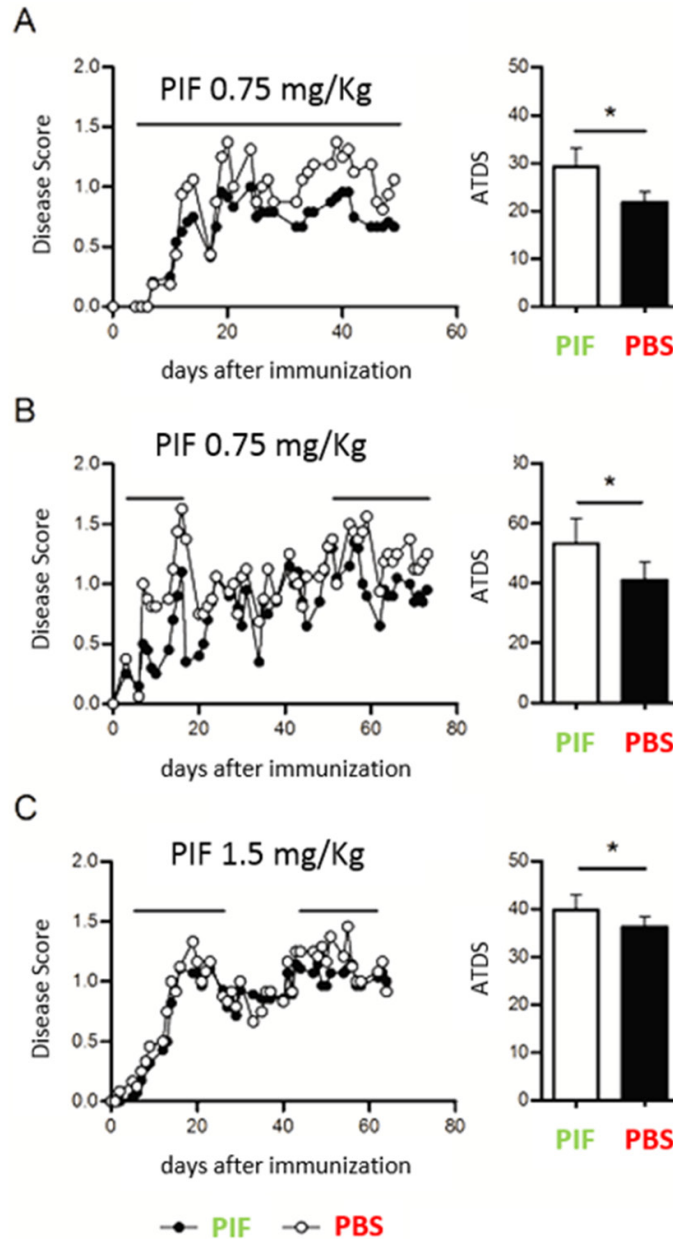 A
PIF 0.75 mg/Kg
2.0
1.5
1.0
0.5
0.0
Disease Score
0 20 40 60
days after immunization
50
40
30
20
10
0
ATDS
*
PIF PBS
B
PIF 0.75 mg/Kg
2.0
1.5
1.0
0.5
0.0
Disease Score
0 20 40 60 80
days after immunization
30
60
40
20
0
ATDS
*
PIF PBS
C
PIF 1.5 mg/Kg
2.0
1.5
1.0
0.5
0.0
Disease Score
0 20 40 60 80
days after immunization
50
40
30
20
10
0
ATDS
*
PIF PBS
PIF PBS